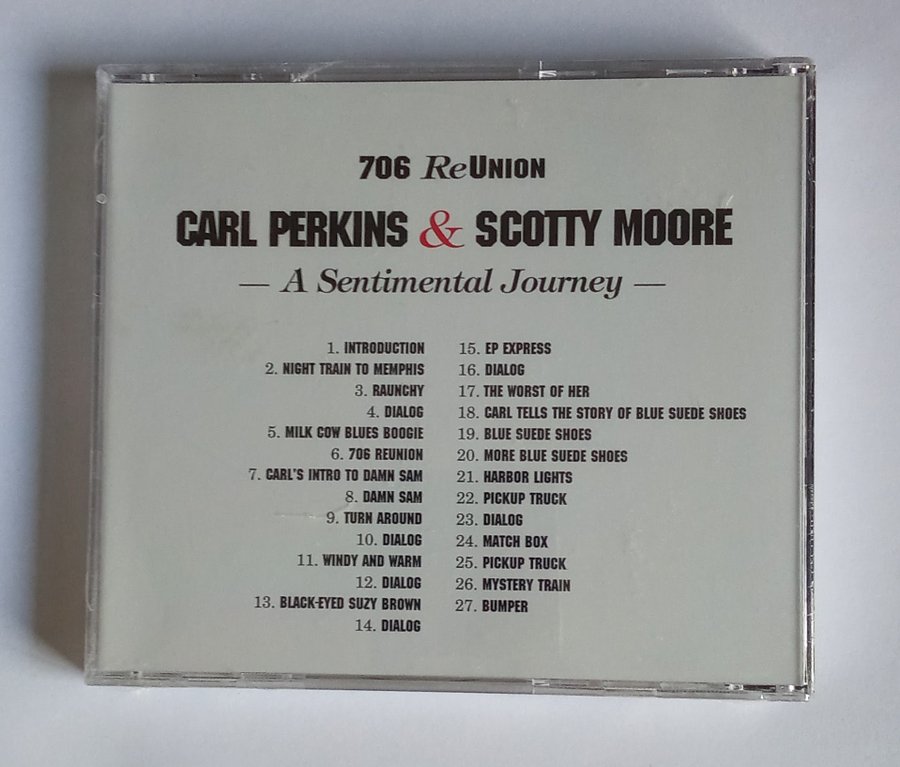 706 ReUNION
CARL PERKINS & SCOTTY MOORE
— A Sentimental Journey —
1. INTRODUCTION
2. NIGHT TRAIN TO MEMPHIS
3. RAUNCHY
4. DIALOG
5. MILK COW BLUES BOOGIE
6. 706 REUNION
7. CARL'S INTRO TO DAMN SAM
8. DAMN SAM
9. TURN AROUND
10. DIALOG
11. WINDY AND WARM
12. DIALOG
13. BLACK-EYED SUZY BROWN
14. DIALOG
15. EP EXPRESS
16. DIALOG
17. THE WORST OF HER
18. CARL TELLS THE STORY OF BLUE SUEDE SHOES
19. BLUE SUEDE SHOES
20. MORE BLUE SUEDE SHOES
21. HARBOR LIGHTS
22. PICKUP TRUCK
23. DIALOG
24. MATCH BOX
25. PICKUP TRUCK
26. MYSTERY TRAIN
27. BUMPER